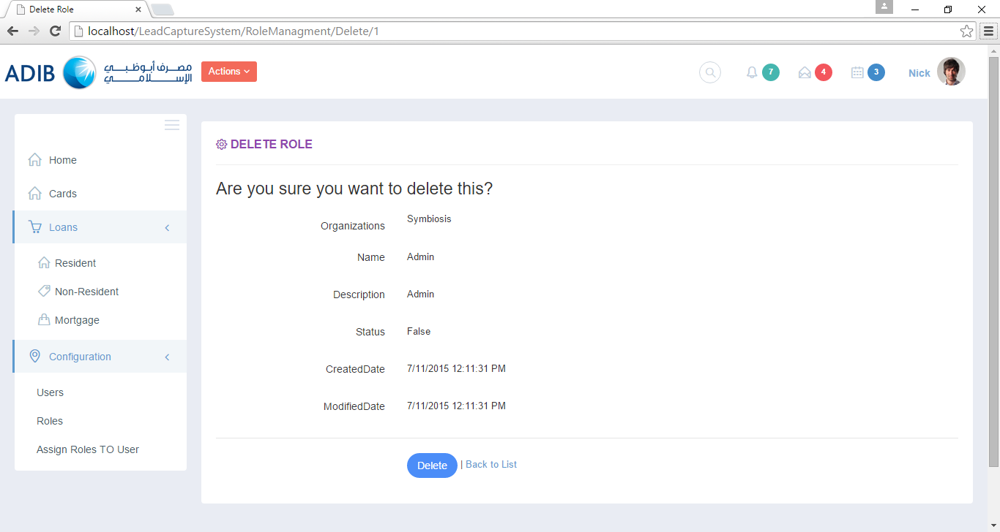 Delete Role
localhost/LeadCaptureSystem/RoleManagment/Delete/1
ADIB
مصرف أبوظبي
الإسلامي
Actions
7
4
3
Nick
Home
Cards
Loans
Resident
Non-Resident
Mortgage
Configuration
Users
Roles
Assign Roles TO User
DELETE ROLE
Are you sure you want to delete this?
Organizations Symbiosis
Name Admin
Description Admin
Status False
CreatedDate 7/11/2015 12:11:31 PM
ModifiedDate 7/11/2015 12:11:31 PM
Delete | Back to List